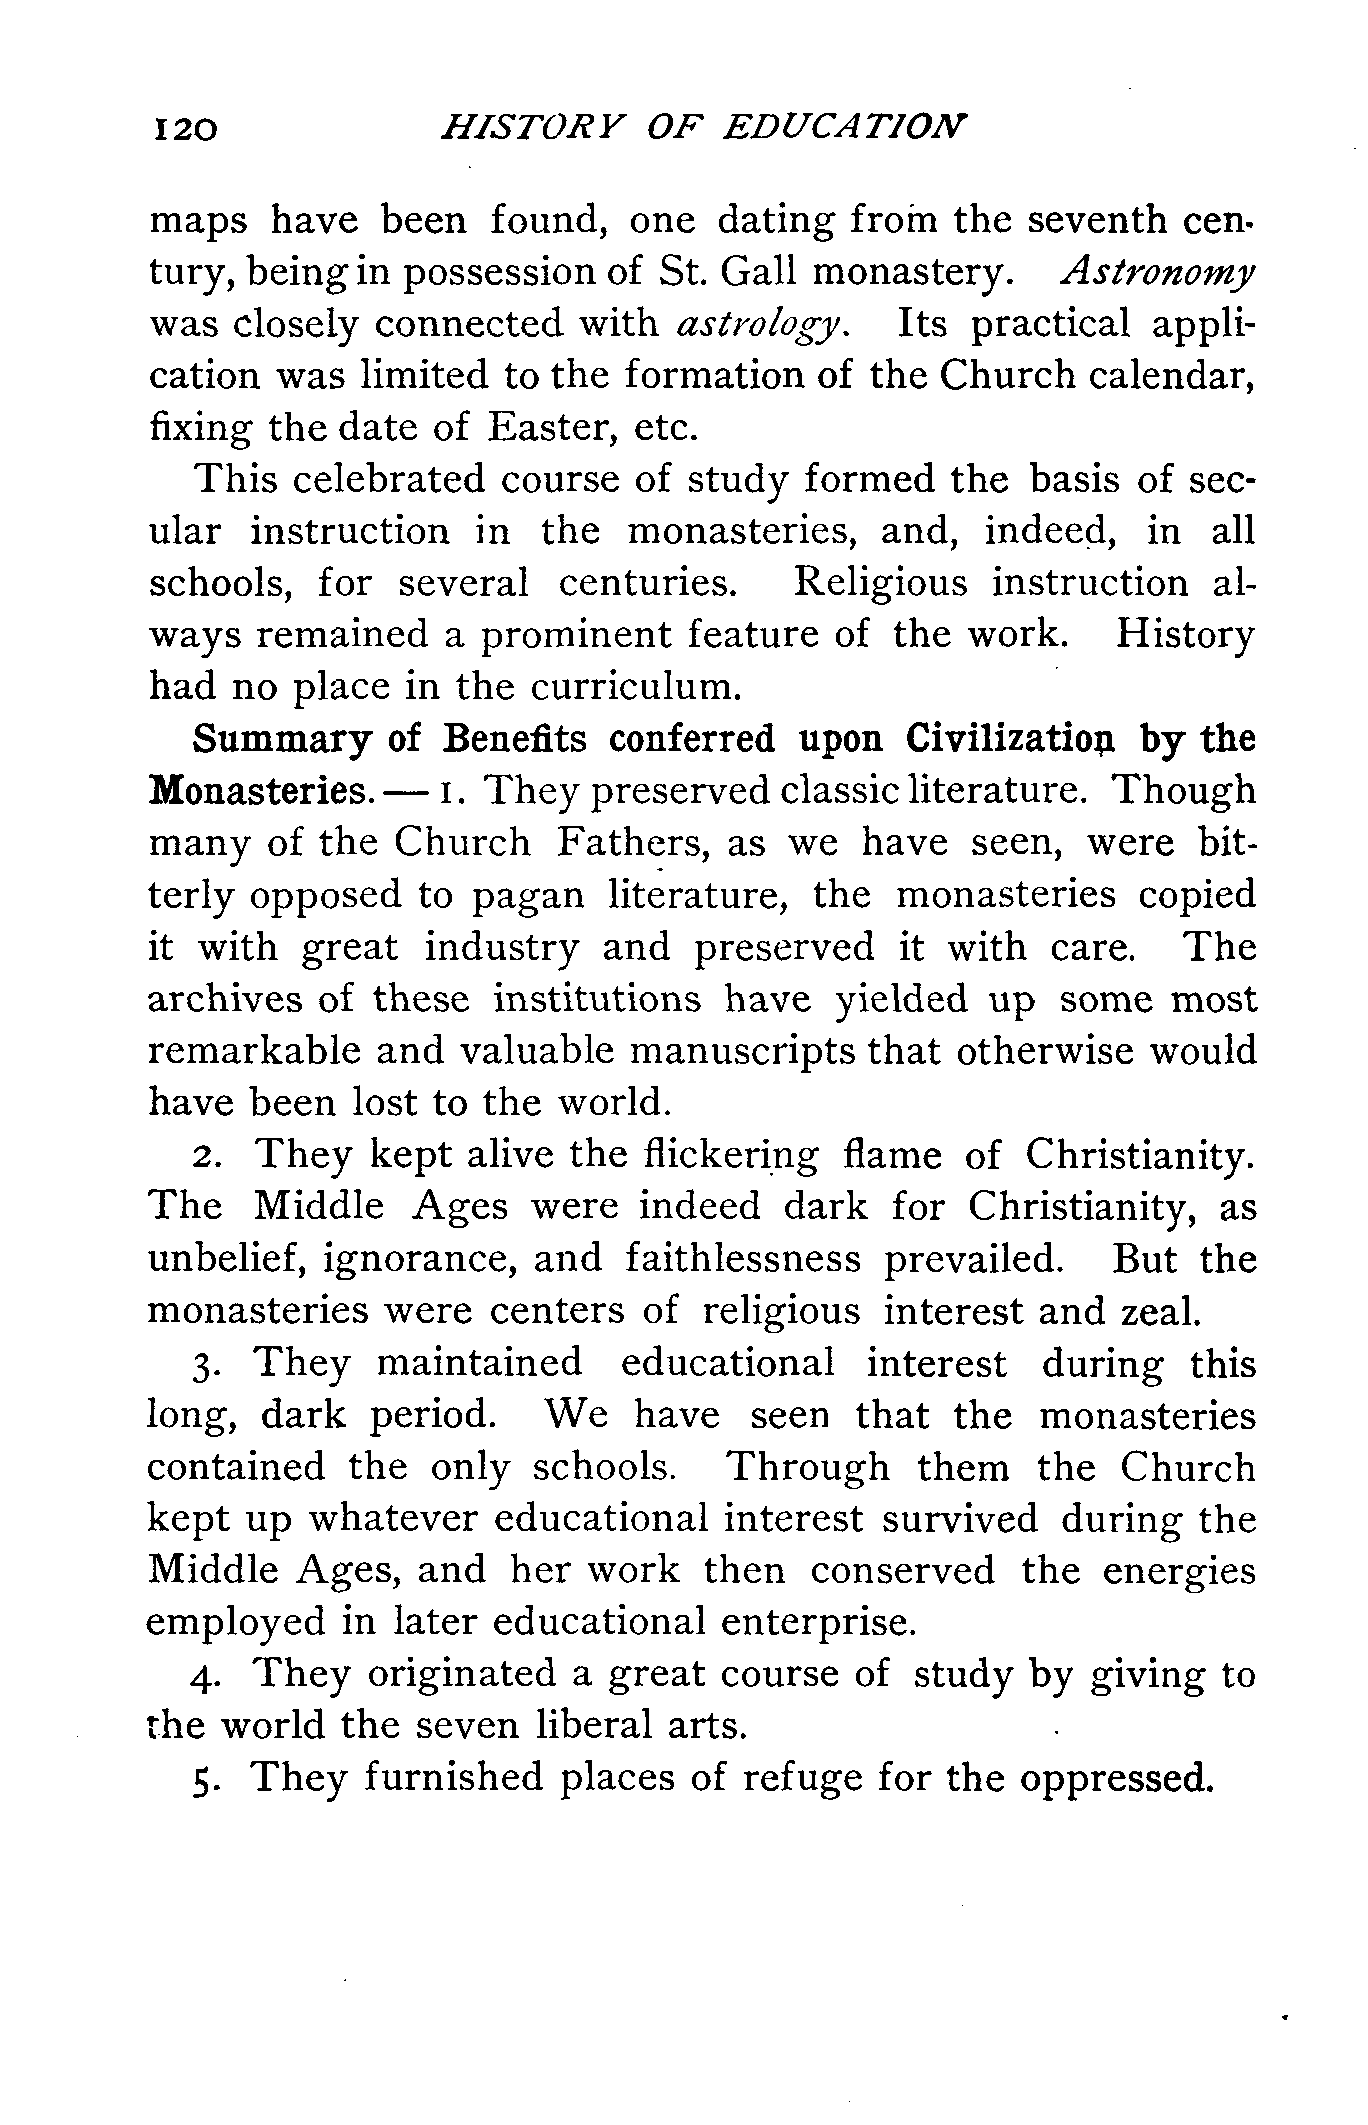 120 HISTORY OF EDUCATION
maps have been found, one dating from the seventh cen-
tury, being in possession of St. Gall monastery. Astronomy
was closely connected with astrology. Its practical appli-
cation was limited to the formation of the Church calendar,
fixing the date of Easter, etc.
This celebrated course of study formed the basis of sec-
ular instruction in the monasteries, and, indeed, in all
schools, for several centuries. Religious instruction al-
ways remained a prominent feature of the work. History
had no place in the curriculum.
Summary of Benefits conferred upon Civilization by the
Monasteries. — 1. They preserved classic literature. Though
many of the Church Fathers, as we have seen, were bit-
terly opposed to pagan literature, the monasteries copied
it with great industry and preserved it with care. The
archives of these institutions have yielded up some most
remarkable and valuable manuscripts that otherwise would
have been lost to the world.
2. They kept alive the flickering flame of Christianity.
The Middle Ages were indeed dark for Christianity, as
unbelief, ignorance, and faithlessness prevailed. But the
monasteries were centers of religious interest and zeal.
3. They maintained educational interest during this
long, dark period. We have seen that the monasteries
contained the only schools. Through them the Church
kept up whatever educational interest survived during the
Middle Ages, and her work then conserved the energies
employed in later educational enterprise.
4. They originated a great course of study by giving to
the world the seven liberal arts.
5. They furnished places of refuge for the oppressed.